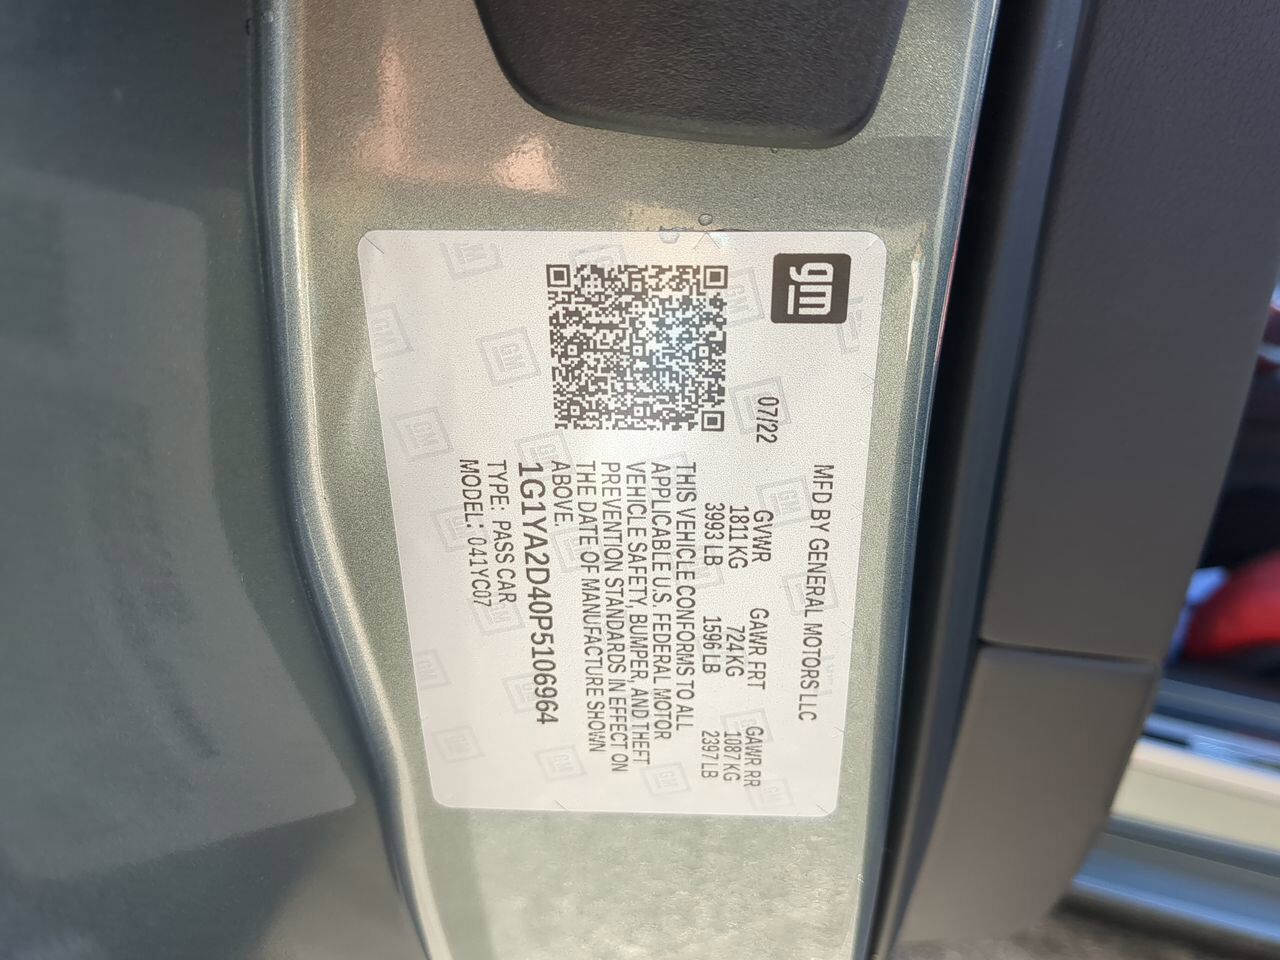 gm
MFD BY GENERAL MOTORS LLC
07/22
GVWR GAWR FRT GAWR RR
1811 KG 724 KG 1087 KG
3993 LB 1596 LB 2397 LB
THIS VEHICLE CONFORMS TO ALL
APPLICABLE U.S. FEDERAL MOTOR
VEHICLE SAFETY, BUMPER, AND THEFT
PREVENTION STANDARDS IN EFFECT ON
THE DATE OF MANUFACTURE SHOWN
ABOVE.
1G1YA2D40P5106964
TYPE: PASS CAR
MODEL: 041YC07